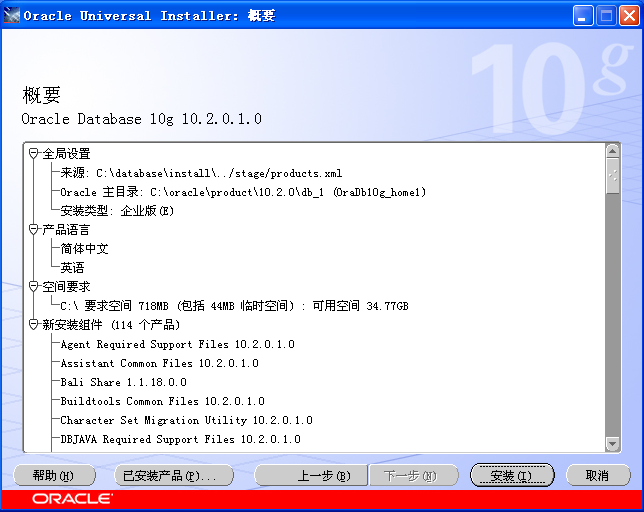 Oracle Universal Installer: 概要
10g
概要
Oracle Database 10g 10.2.0.1.0
全局设置
来源: C:\database\install\../stage/products.xml
Oracle 主目录: C:\oracle\product\10.2.0\db_1 (OraDb10g_home1)
安装类型: 企业版(E)
产品语言
简体中文
英语
空间要求
C:\ 要求空间 718MB (包括 44MB 临时空间) : 可用空间 34.77GB
新安装组件 (114 个产品)
Agent Required Support Files 10.2.0.1.0
Assistant Common Files 10.2.0.1.0
Bali Share 1.1.18.0.0
Buildtools Common Files 10.2.0.1.0
Character Set Migration Utility 10.2.0.1.0
DBJAVA Required Support Files 10.2.0.1.0
帮助(H) 已安装产品(P)... 上一步(B) 下一步(N) 安装(I) 取消
ORACLE